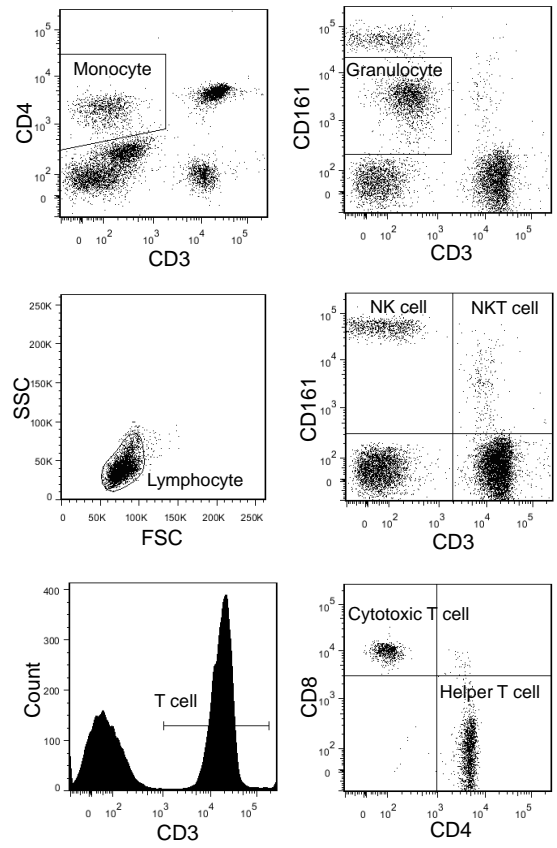 10⁵
10⁴
10³
10²
0
CD4
Monocyte
0 10² 10³ 10⁴ 10⁵
CD3
10⁵
10⁴
10³
10²
0
CD161
Granulocyte
0 10² 10³ 10⁴ 10⁵
CD3
250K
200K
150K
100K
50K
0
SSC
Lymphocyte
0 50K 100K 150K 200K 250K
FSC
10⁵
10⁴
10³
10²
0
CD161
NK cell NKT cell
0 10² 10³ 10⁴ 10⁵
CD3
400
300
200
100
0
Count
T cell
0 10² 10³ 10⁴ 10⁵
CD3
10⁵
10⁴
10³
10²
0
CD8
Cytotoxic T cell
Helper T cell
0 10² 10³ 10⁴ 10⁵
CD4